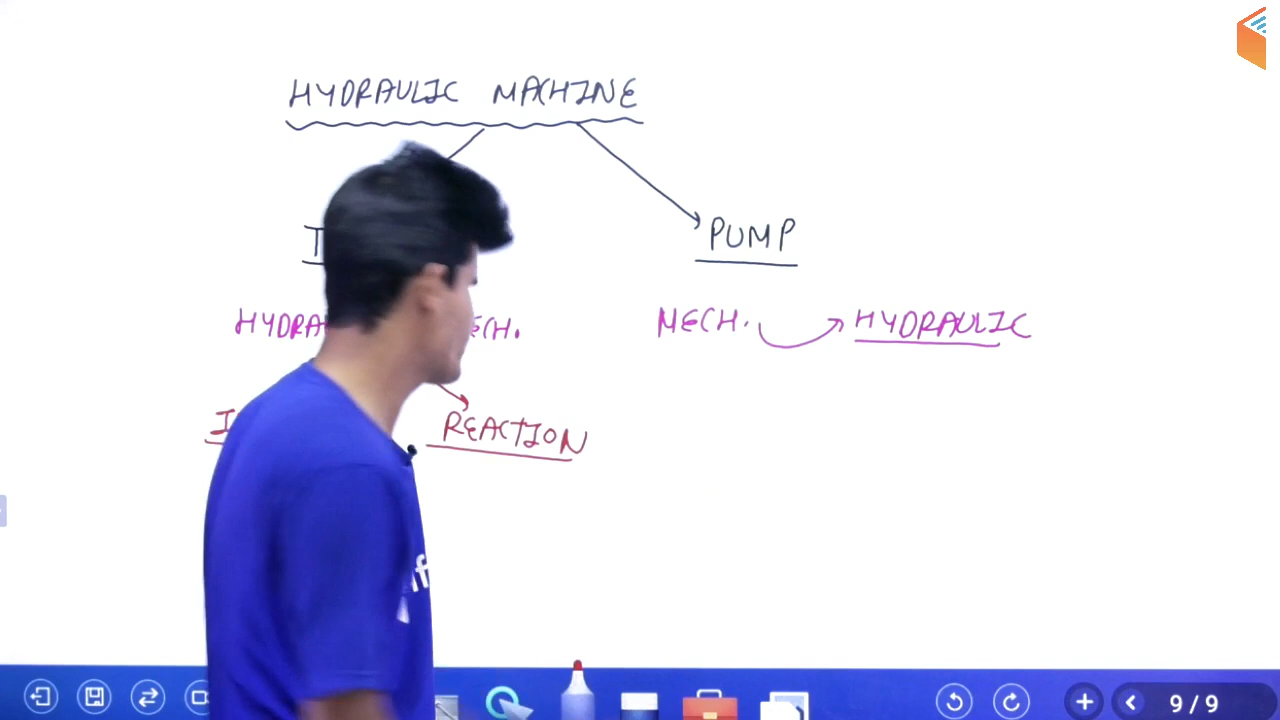 HYDRAULIC MACHINE
PUMP
MECH. HYDRAULIC
REACTION
9/9